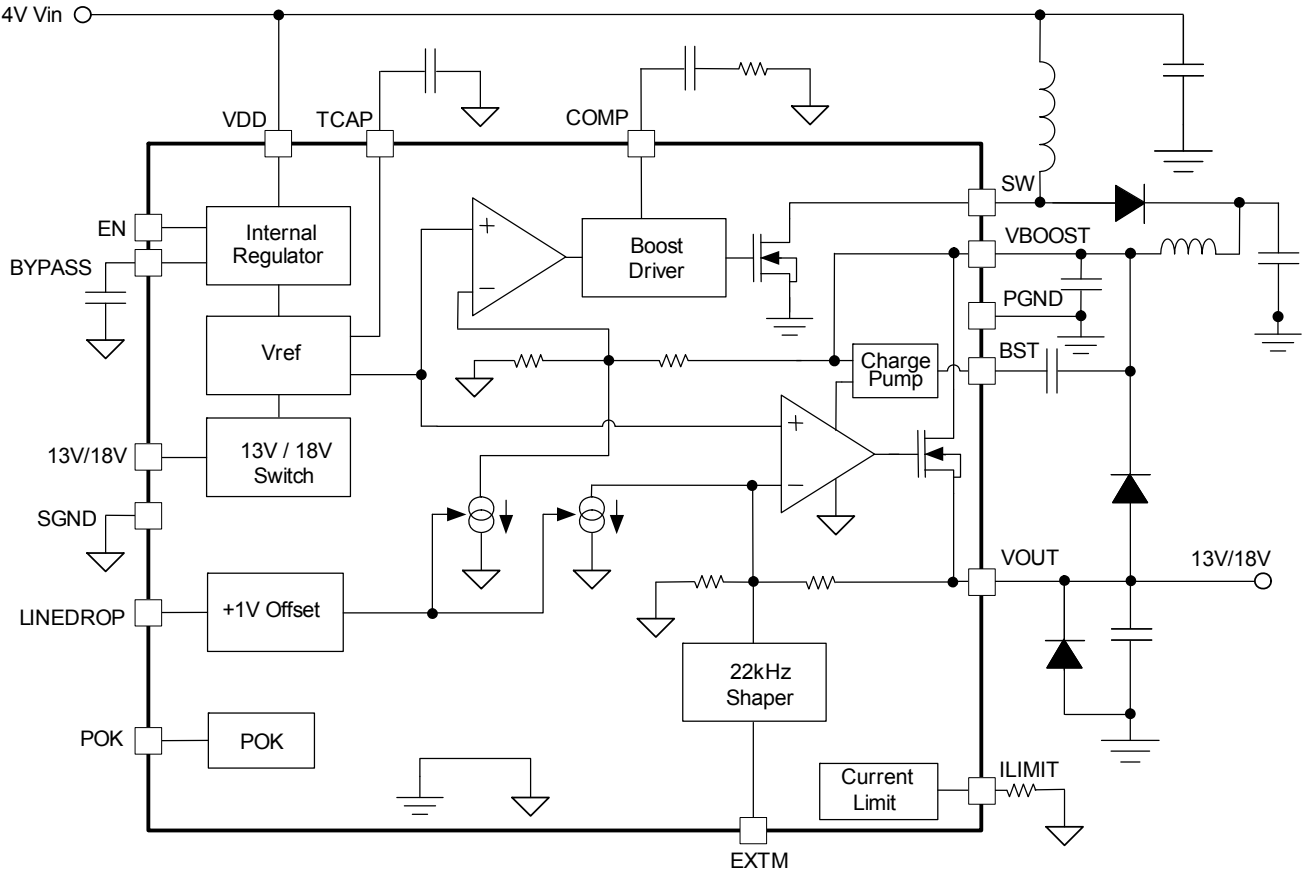 4V Vin
VDD
TCAP
COMP
SW
EN
Internal
Regulator
+
−
Boost
Driver
VBOOST
BYPASS
PGND
Vref
BST
Charge
Pump
13V/18V
13V / 18V
Switch
+
−
SGND
VOUT
13V/18V
LINEDROP
+1V Offset
22kHz
Shaper
POK
POK
Current
Limit
ILIMIT
EXTM